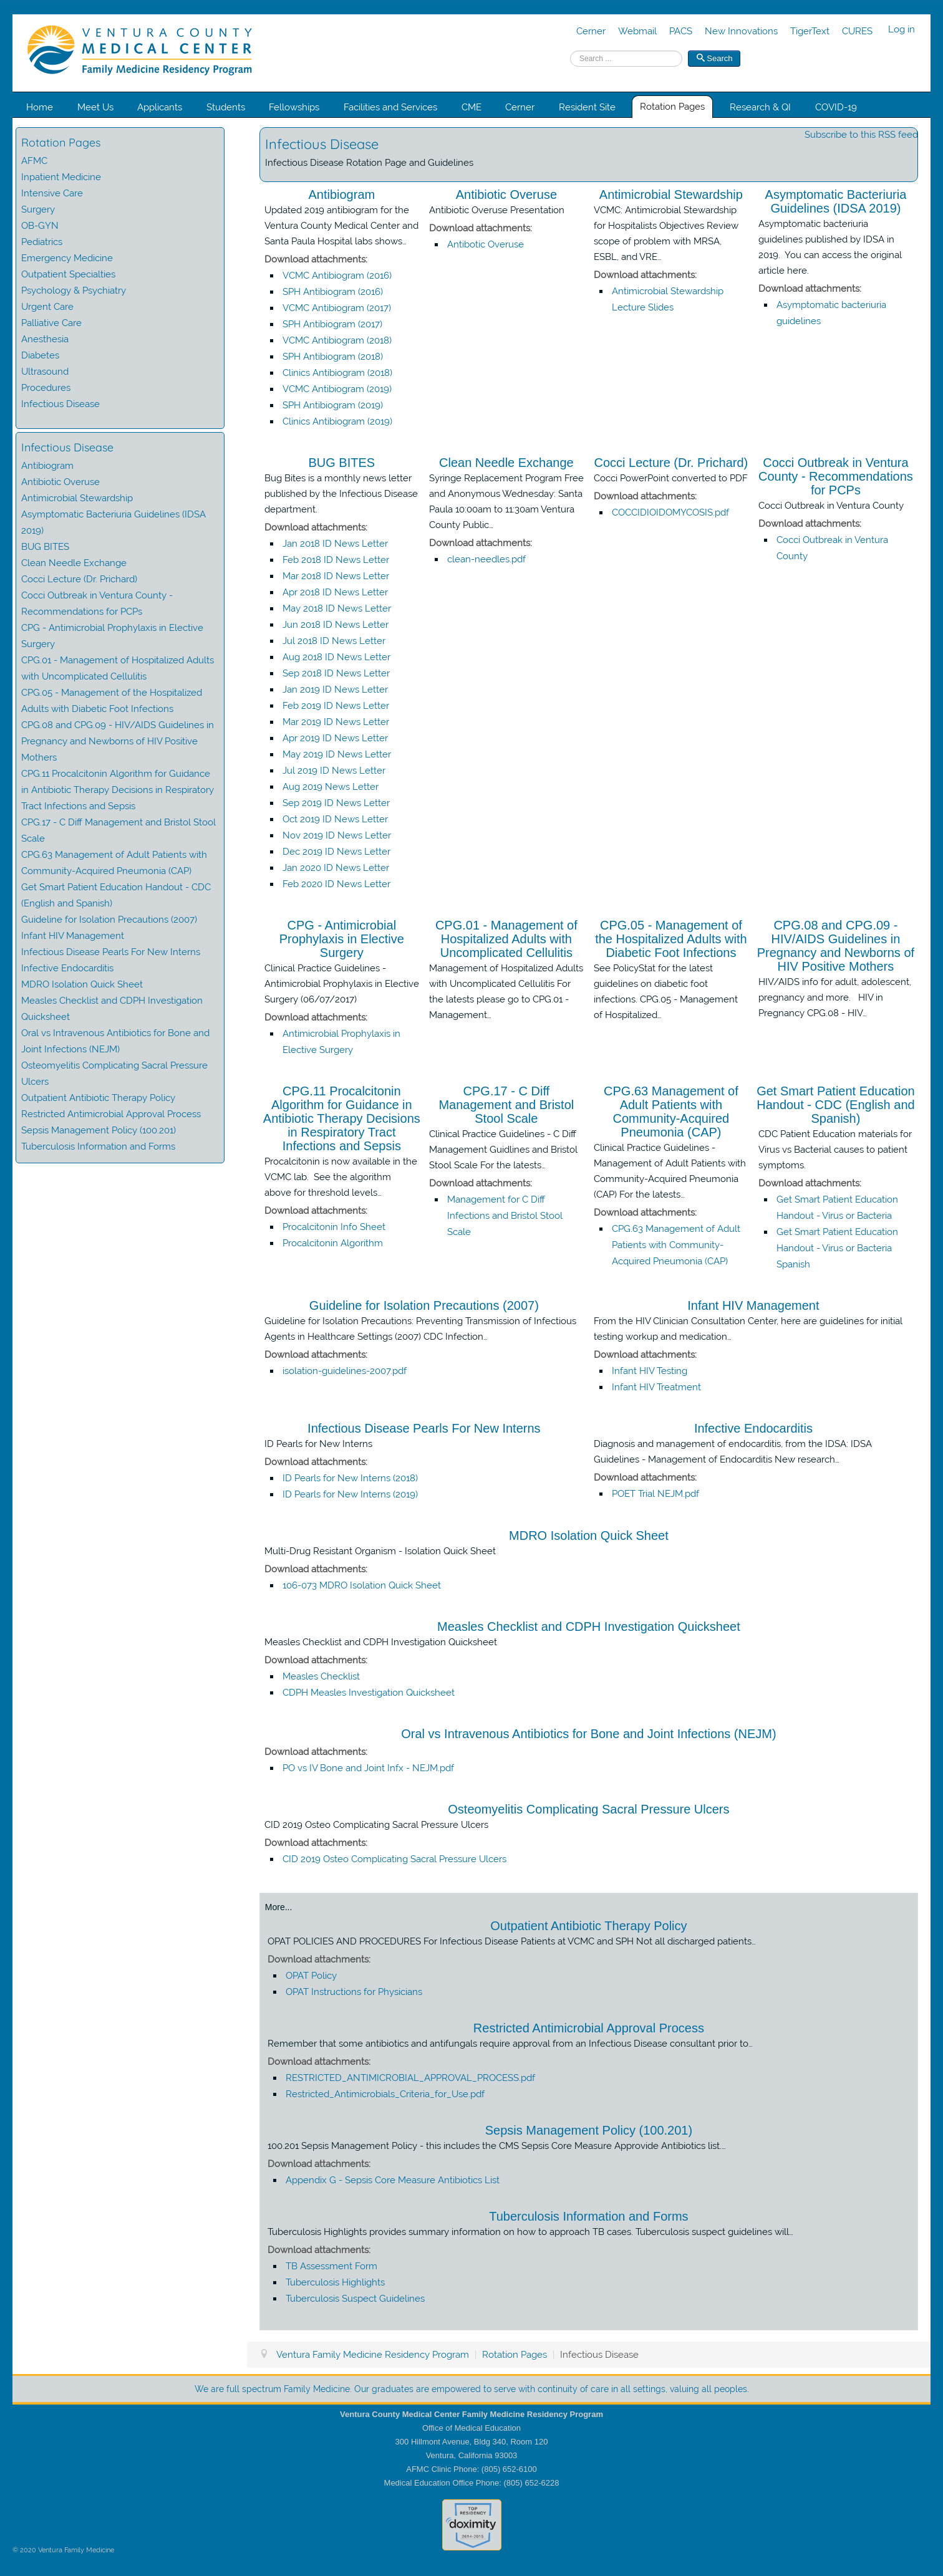 VENTURA COUNTY
MEDICAL CENTER
Family Medicine Residency Program
Cerner Webmail PACS New Innovations TigerText CURES Log in
Search ... Search
Home Meet Us Applicants Students Fellowships Facilities and Services CME Cerner Resident Site Rotation Pages Research & QI COVID-19
Rotation Pages
AFMC
Inpatient Medicine
Intensive Care
Surgery
OB-GYN
Pediatrics
Emergency Medicine
Outpatient Specialties
Psychology & Psychiatry
Urgent Care
Palliative Care
Anesthesia
Diabetes
Ultrasound
Procedures
Infectious Disease
Infectious Disease
Antibiogram
Antibiotic Overuse
Antimicrobial Stewardship
Asymptomatic Bacteriuria Guidelines (IDSA
2019)
BUG BITES
Clean Needle Exchange
Cocci Lecture (Dr. Prichard)
Cocci Outbreak in Ventura County -
Recommendations for PCPs
CPG - Antimicrobial Prophylaxis in Elective
Surgery
CPG.01 - Management of Hospitalized Adults
with Uncomplicated Cellulitis
CPG.05 - Management of the Hospitalized
Adults with Diabetic Foot Infections
CPG.08 and CPG.09 - HIV/AIDS Guidelines in
Pregnancy and Newborns of HIV Positive
Mothers
CPG.11 Procalcitonin Algorithm for Guidance
in Antibiotic Therapy Decisions in Respiratory
Tract Infections and Sepsis
CPG.17 - C Diff Management and Bristol Stool
Scale
CPG.63 Management of Adult Patients with
Community-Acquired Pneumonia (CAP)
Get Smart Patient Education Handout - CDC
(English and Spanish)
Guideline for Isolation Precautions (2007)
Infant HIV Management
Infectious Disease Pearls For New Interns
Infective Endocarditis
MDRO Isolation Quick Sheet
Measles Checklist and CDPH Investigation
Quicksheet
Oral vs Intravenous Antibiotics for Bone and
Joint Infections (NEJM)
Osteomyelitis Complicating Sacral Pressure
Ulcers
Outpatient Antibiotic Therapy Policy
Restricted Antimicrobial Approval Process
Sepsis Management Policy (100.201)
Tuberculosis Information and Forms
Subscribe to this RSS feed
Infectious Disease
Infectious Disease Rotation Page and Guidelines
Antibiogram
Updated 2019 antibiogram for the
Ventura County Medical Center and
Santa Paula Hospital labs shows...
Download attachments:
VCMC Antibiogram (2016)
SPH Antibiogram (2016)
VCMC Antibiogram (2017)
SPH Antibiogram (2017)
VCMC Antibiogram (2018)
SPH Antibiogram (2018)
Clinics Antibiogram (2018)
VCMC Antibiogram (2019)
SPH Antibiogram (2019)
Clinics Antibiogram (2019)
Antibiotic Overuse
Antibiotic Overuse Presentation
Download attachments:
Antibotic Overuse
Antimicrobial Stewardship
VCMC: Antimicrobial Stewardship
for Hospitalists Objectives Review
scope of problem with MRSA,
ESBL, and VRE...
Download attachments:
Antimicrobial Stewardship
Lecture Slides
Asymptomatic Bacteriuria
Guidelines (IDSA 2019)
Asymptomatic bacteriuria
guidelines published by IDSA in
2019. You can access the original
article here.
Download attachments:
Asymptomatic bacteriuria
guidelines
BUG BITES
Bug Bites is a monthly news letter
published by the Infectious Disease
department.
Download attachments:
Jan 2018 ID News Letter
Feb 2018 ID News Letter
Mar 2018 ID News Letter
Apr 2018 ID News Letter
May 2018 ID News Letter
Jun 2018 ID News Letter
Jul 2018 ID News Letter
Aug 2018 ID News Letter
Sep 2018 ID News Letter
Jan 2019 ID News Letter
Feb 2019 ID News Letter
Mar 2019 ID News Letter
Apr 2019 ID News Letter
May 2019 ID News Letter
Jul 2019 ID News Letter
Aug 2019 News Letter
Sep 2019 ID News Letter
Oct 2019 ID News Letter
Nov 2019 ID News Letter
Dec 2019 ID News Letter
Jan 2020 ID News Letter
Feb 2020 ID News Letter
Clean Needle Exchange
Syringe Replacement Program Free
and Anonymous Wednesday: Santa
Paula 10:00am to 11:30am Ventura
County Public...
Download attachments:
clean-needles.pdf
Cocci Lecture (Dr. Prichard)
Cocci PowerPoint converted to PDF
Download attachments:
COCCIDIOIDOMYCOSIS.pdf
Cocci Outbreak in Ventura
County - Recommendations
for PCPs
Cocci Outbreak in Ventura County
Download attachments:
Cocci Outbreak in Ventura
County
CPG - Antimicrobial
Prophylaxis in Elective
Surgery
Clinical Practice Guidelines -
Antimicrobial Prophylaxis in Elective
Surgery (06/07/2017)
Download attachments:
Antimicrobial Prophylaxis in
Elective Surgery
CPG.01 - Management of
Hospitalized Adults with
Uncomplicated Cellulitis
Management of Hospitalized Adults
with Uncomplicated Cellulitis For
the latests please go to CPG.01 -
Management...
CPG.05 - Management of
the Hospitalized Adults with
Diabetic Foot Infections
See PolicyStat for the latest
guidelines on diabetic foot
infections. CPG.05 - Management
of Hospitalized...
CPG.08 and CPG.09 -
HIV/AIDS Guidelines in
Pregnancy and Newborns of
HIV Positive Mothers
HIV/AIDS info for adult, adolescent,
pregnancy and more. HIV in
Pregnancy CPG.08 - HIV...
CPG.11 Procalcitonin
Algorithm for Guidance in
Antibiotic Therapy Decisions
in Respiratory Tract
Infections and Sepsis
Procalcitonin is now available in the
VCMC lab. See the algorithm
above for threshold levels...
Download attachments:
Procalcitonin Info Sheet
Procalcitonin Algorithm
CPG.17 - C Diff
Management and Bristol
Stool Scale
Clinical Practice Guidelines - C Diff
Management Guidlines and Bristol
Stool Scale For the latests...
Download attachments:
Management for C Diff
Infections and Bristol Stool
Scale
CPG.63 Management of
Adult Patients with
Community-Acquired
Pneumonia (CAP)
Clinical Practice Guidelines -
Management of Adult Patients with
Community-Acquired Pneumonia
(CAP) For the latests...
Download attachments:
CPG.63 Management of Adult
Patients with Community-
Acquired Pneumonia (CAP)
Get Smart Patient Education
Handout - CDC (English and
Spanish)
CDC Patient Education materials for
Virus vs Bacterial causes to patient
symptoms.
Download attachments:
Get Smart Patient Education
Handout - Virus or Bacteria
Get Smart Patient Education
Handout - Virus or Bacteria
Spanish
Guideline for Isolation Precautions (2007)
Guideline for Isolation Precautions: Preventing Transmission of Infectious
Agents in Healthcare Settings (2007) CDC Infection...
Download attachments:
isolation-guidelines-2007.pdf
Infant HIV Management
From the HIV Clinician Consultation Center, here are guidelines for initial
testing workup and medication...
Download attachments:
Infant HIV Testing
Infant HIV Treatment
Infectious Disease Pearls For New Interns
ID Pearls for New Interns
Download attachments:
ID Pearls for New Interns (2018)
ID Pearls for New Interns (2019)
Infective Endocarditis
Diagnosis and management of endocarditis, from the IDSA: IDSA
Guidelines - Management of Endocarditis New research...
Download attachments:
POET Trial NEJM.pdf
MDRO Isolation Quick Sheet
Multi-Drug Resistant Organism - Isolation Quick Sheet
Download attachments:
106-073 MDRO Isolation Quick Sheet
Measles Checklist and CDPH Investigation Quicksheet
Measles Checklist and CDPH Investigation Quicksheet
Download attachments:
Measles Checklist
CDPH Measles Investigation Quicksheet
Oral vs Intravenous Antibiotics for Bone and Joint Infections (NEJM)
Download attachments:
PO vs IV Bone and Joint Infx - NEJM.pdf
Osteomyelitis Complicating Sacral Pressure Ulcers
CID 2019 Osteo Complicating Sacral Pressure Ulcers
Download attachments:
CID 2019 Osteo Complicating Sacral Pressure Ulcers
More...
Outpatient Antibiotic Therapy Policy
OPAT POLICIES AND PROCEDURES For Infectious Disease Patients at VCMC and SPH Not all discharged patients...
Download attachments:
OPAT Policy
OPAT Instructions for Physicians
Restricted Antimicrobial Approval Process
Remember that some antibiotics and antifungals require approval from an Infectious Disease consultant prior to...
Download attachments:
RESTRICTED_ANTIMICROBIAL_APPROVAL_PROCESS.pdf
Restricted_Antimicrobials_Criteria_for_Use.pdf
Sepsis Management Policy (100.201)
100.201 Sepsis Management Policy - this includes the CMS Sepsis Core Measure Approvide Antibiotics list...
Download attachments:
Appendix G - Sepsis Core Measure Antibiotics List
Tuberculosis Information and Forms
Tuberculosis Highlights provides summary information on how to approach TB cases. Tuberculosis suspect guidelines will...
Download attachments:
TB Assessment Form
Tuberculosis Highlights
Tuberculosis Suspect Guidelines
Ventura Family Medicine Residency Program | Rotation Pages | Infectious Disease
We are full spectrum Family Medicine. Our graduates are empowered to serve with continuity of care in all settings, valuing all peoples.
Ventura County Medical Center Family Medicine Residency Program
Office of Medical Education
300 Hillmont Avenue, Bldg 340, Room 120
Ventura, California 93003
AFMC Clinic Phone: (805) 652-6100
Medical Education Office Phone: (805) 652-6228
TOP
RESIDENCY
doximity
© 2020 Ventura Family Medicine